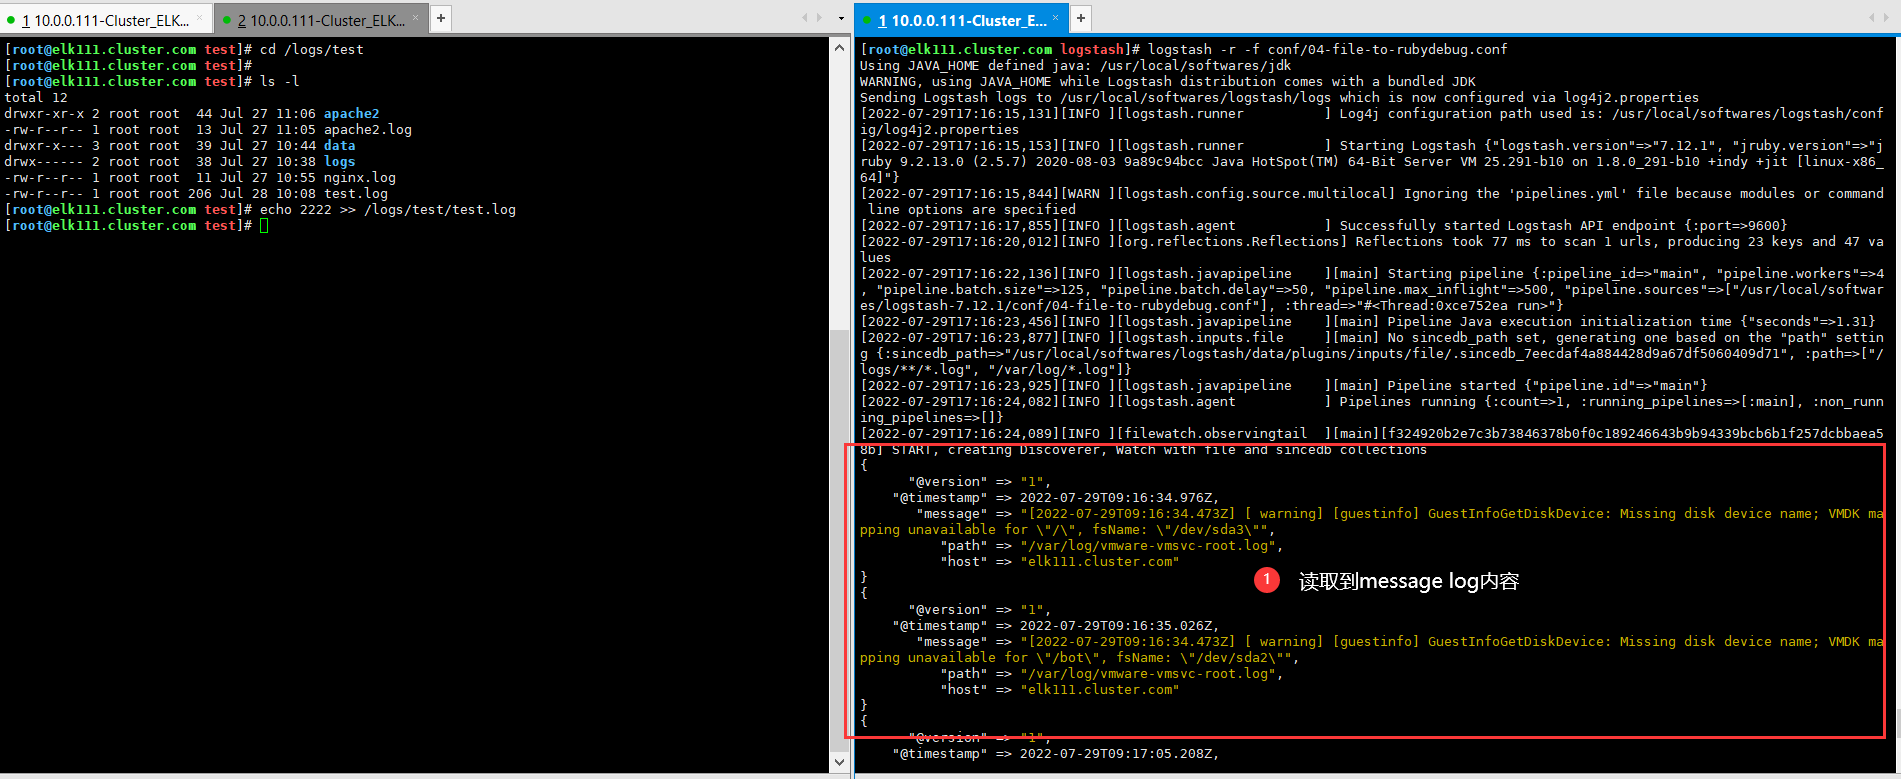 1 10.0.0.111-Cluster_ELK... ×
2 10.0.0.111-Cluster_ELK... ×
+
[root@elk111.cluster.com test]# cd /logs/test
[root@elk111.cluster.com test]#
[root@elk111.cluster.com test]# ls -l
total 12
drwxr-xr-x 2 root root  44 Jul 27 11:06 apache2
-rw-r--r-- 1 root root  13 Jul 27 11:05 apache2.log
drwxr-x--- 3 root root  39 Jul 27 10:44 data
drwx------ 2 root root  38 Jul 27 10:38 logs
-rw-r--r-- 1 root root  11 Jul 27 10:55 nginx.log
-rw-r--r-- 1 root root 206 Jul 28 10:08 test.log
[root@elk111.cluster.com test]# echo 2222 >> /logs/test/test.log
[root@elk111.cluster.com test]#
1 10.0.0.111-Cluster_E... ×
+
[root@elk111.cluster.com logstash]# logstash -r -f conf/04-file-to-rubydebug.conf
Using JAVA_HOME defined java: /usr/local/softwares/jdk
WARNING, using JAVA_HOME while Logstash distribution comes with a bundled JDK
Sending Logstash logs to /usr/local/softwares/logstash/logs which is now configured via log4j2.properties
[2022-07-29T17:16:15,131][INFO ][logstash.runner          ] Log4j configuration path used is: /usr/local/softwares/logstash/conf
ig/log4j2.properties
[2022-07-29T17:16:15,153][INFO ][logstash.runner          ] Starting Logstash {"logstash.version"=>"7.12.1", "jruby.version"=>"j
ruby 9.2.13.0 (2.5.7) 2020-08-03 9a89c94bcc Java HotSpot(TM) 64-Bit Server VM 25.291-b10 on 1.8.0_291-b10 +indy +jit [linux-x86_
64]"}
[2022-07-29T17:16:15,844][WARN ][logstash.config.source.multilocal] Ignoring the 'pipelines.yml' file because modules or command
 line options are specified
[2022-07-29T17:16:17,855][INFO ][logstash.agent           ] Successfully started Logstash API endpoint {:port=>9600}
[2022-07-29T17:16:20,012][INFO ][org.reflections.Reflections] Reflections took 77 ms to scan 1 urls, producing 23 keys and 47 va
lues
[2022-07-29T17:16:22,136][INFO ][logstash.javapipeline    ][main] Starting pipeline {:pipeline_id=>"main", "pipeline.workers"=>4
, "pipeline.batch.size"=>125, "pipeline.batch.delay"=>50, "pipeline.max_inflight"=>500, "pipeline.sources"=>["/usr/local/softwar
es/logstash-7.12.1/conf/04-file-to-rubydebug.conf"], :thread=>"#<Thread:0xce752ea run>"}
[2022-07-29T17:16:23,456][INFO ][logstash.javapipeline    ][main] Pipeline Java execution initialization time {"seconds"=>1.31}
[2022-07-29T17:16:23,877][INFO ][logstash.inputs.file     ][main] No sincedb_path set, generating one based on the "path" settin
g {:sincedb_path=>"/usr/local/softwares/logstash/data/plugins/inputs/file/.sincedb_7eecdaf4a884428d9a67df5060409d71", :path=>["/
logs/**/*.log", "/var/log/*.log"]}
[2022-07-29T17:16:23,925][INFO ][logstash.javapipeline    ][main] Pipeline started {"pipeline.id"=>"main"}
[2022-07-29T17:16:24,082][INFO ][logstash.agent           ] Pipelines running {:count=>1, :running_pipelines=>[:main], :non_runn
ing_pipelines=>[]}
[2022-07-29T17:16:24,089][INFO ][filewatch.observingtail  ][main][f324920b2e7c3b73846378b0f0c189246643b9b94339bcb6b1f257dcbbaea5
8b] START, creating Discoverer, Watch with file and sincedb collections
{
      "@version" => "1",
    "@timestamp" => 2022-07-29T09:16:34.976Z,
       "message" => "[2022-07-29T09:16:34.473Z] [ warning] [guestinfo] GuestInfoGetDiskDevice: Missing disk device name; VMDK ma
pping unavailable for \"/\", fsName: \"/dev/sda3\"",
          "path" => "/var/log/vmware-vmsvc-root.log",
          "host" => "elk111.cluster.com"
}
1 读取到message log内容
{
      "@version" => "1",
    "@timestamp" => 2022-07-29T09:16:35.026Z,
       "message" => "[2022-07-29T09:16:34.473Z] [ warning] [guestinfo] GuestInfoGetDiskDevice: Missing disk device name; VMDK ma
pping unavailable for \"/bot\", fsName: \"/dev/sda2\"",
          "path" => "/var/log/vmware-vmsvc-root.log",
          "host" => "elk111.cluster.com"
}
{
      "@version" => "1",
    "@timestamp" => 2022-07-29T09:17:05.208Z,